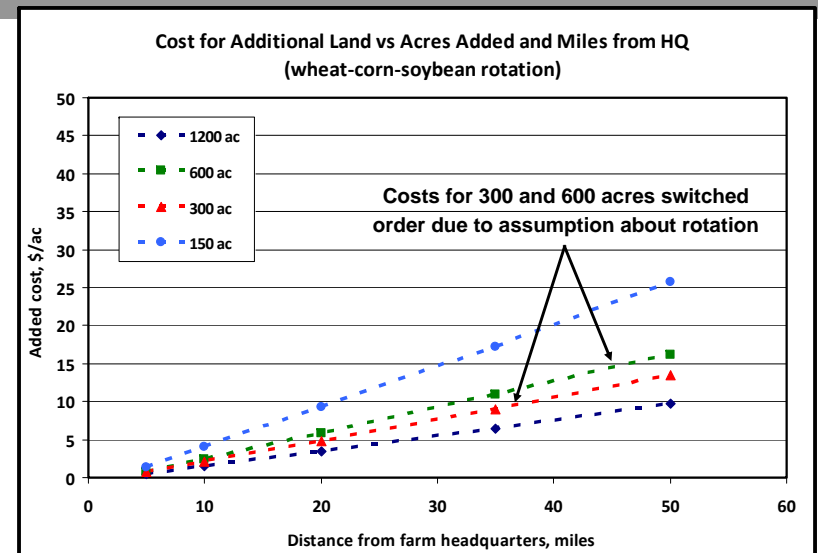 Cost for Additional Land vs Acres Added and Miles from HQ
(wheat-corn-soybean rotation)
50
45
40
35
30
25
20
15
10
5
0
Added cost, $/ac
1200 ac
600 ac
300 ac
150 ac
Costs for 300 and 600 acres switched
order due to assumption about rotation
0 10 20 30 40 50 60
Distance from farm headquarters, miles